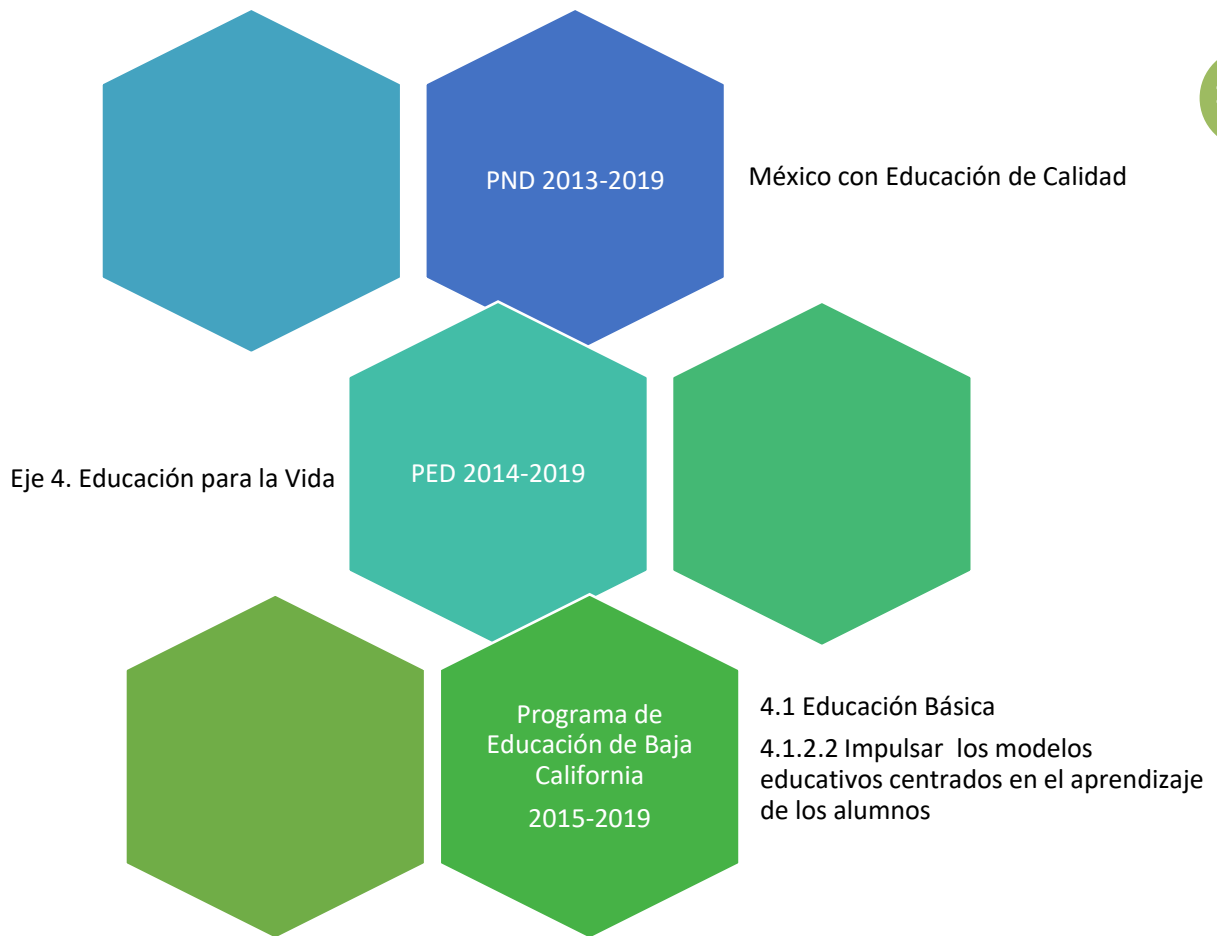 PND 2013-2019
México con Educación de Calidad
Eje 4. Educación para la Vida
PED 2014-2019
Programa de
Educación de Baja
California
2015-2019
4.1 Educación Básica
4.1.2.2 Impulsar  los modelos
educativos centrados en el aprendizaje
de los alumnos